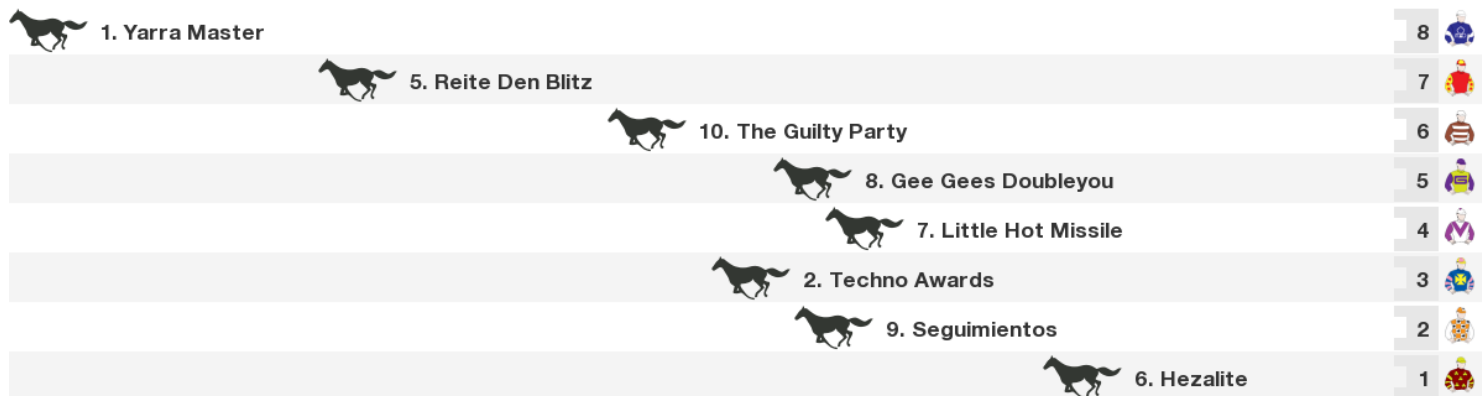 1. Yarra Master 8
5. Reite Den Blitz 7
10. The Guilty Party 6
8. Gee Gees Doubleyou 5
7. Little Hot Missile 4
2. Techno Awards 3
9. Seguimientos 2
6. Hezalite 1